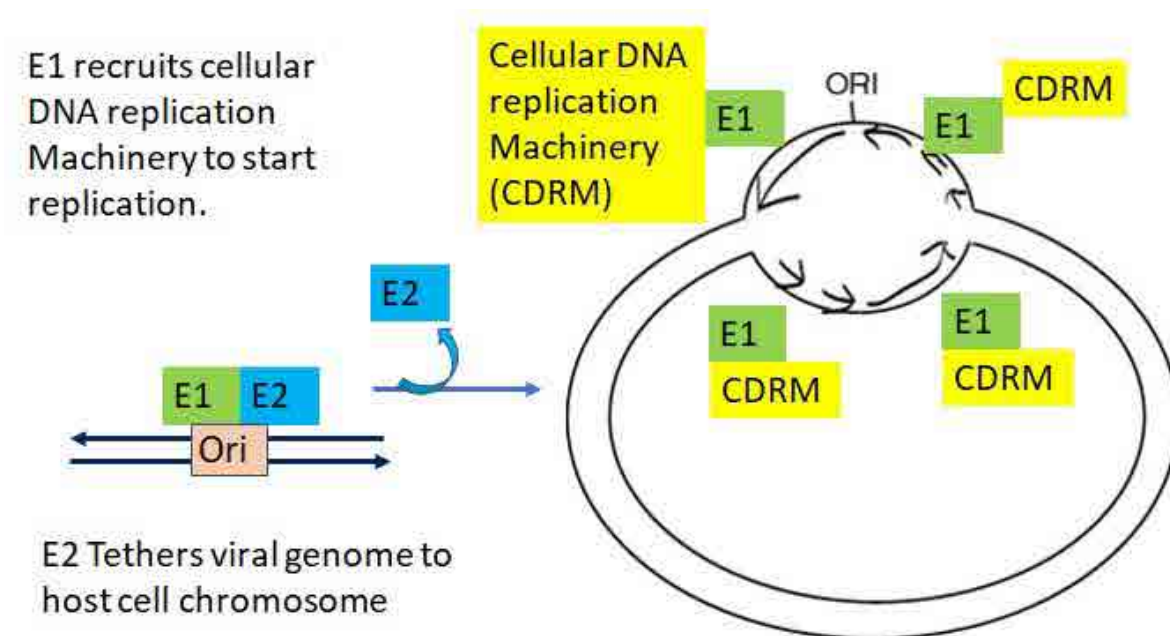 E1 recruits cellular
DNA replication
Machinery to start
replication.
Cellular DNA
replication
Machinery
(CDRM)
E1
ORI
E1
CDRM
E2
E1 E2
Ori
E1
CDRM
E1
CDRM
E2 Tethers viral genome to
host cell chromosome